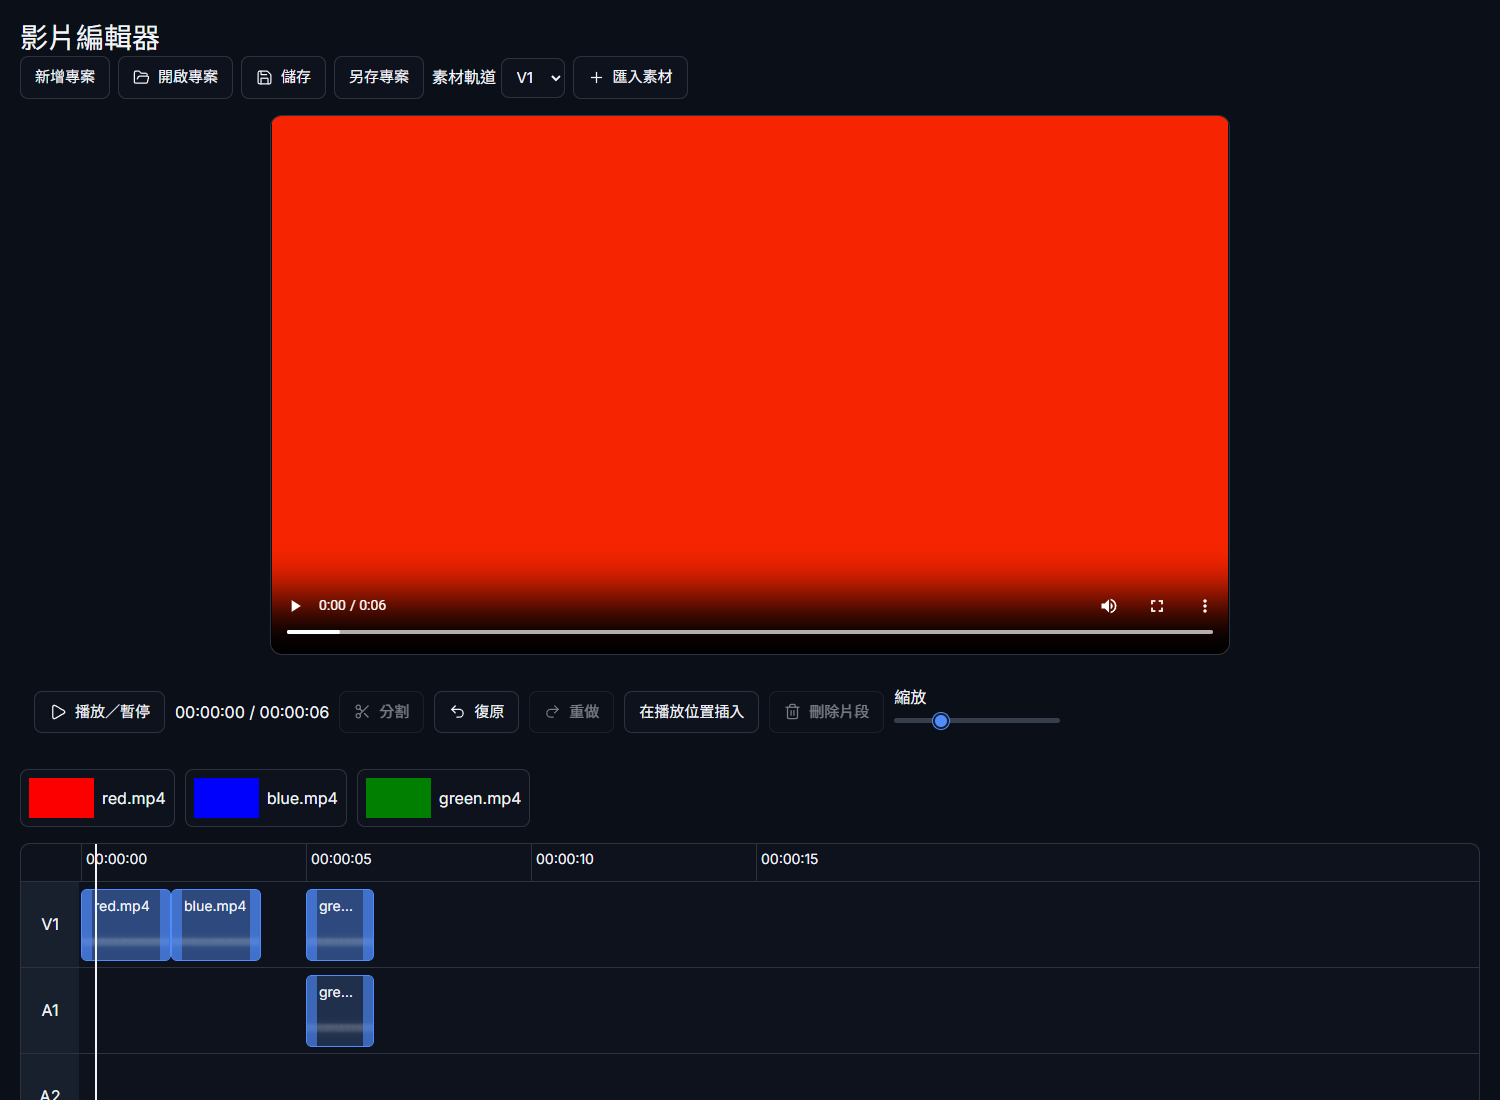 影片編輯器
新增專案 開啟專案 儲存 另存專案 素材軌道 V1 匯入素材
0:00 / 0:06
播放／暫停 00:00:00 / 00:00:06 分割 復原 重做 在播放位置插入 刪除片段 縮放
red.mp4 blue.mp4 green.mp4
00:00:00 00:00:05 00:00:10 00:00:15
V1 red.mp4 blue.mp4 gre...
A1 gre...
A2